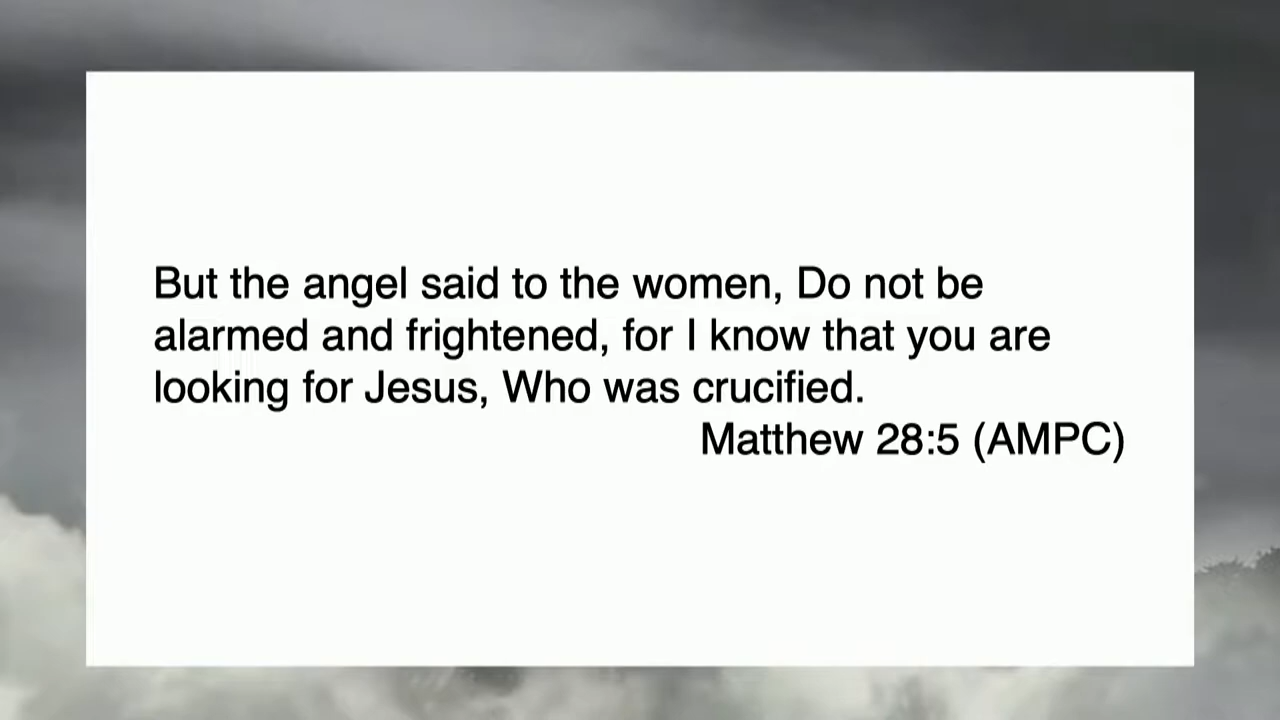 But the angel said to the women, Do not be
alarmed and frightened, for I know that you are
looking for Jesus, Who was crucified.
Matthew 28:5 (AMPC)